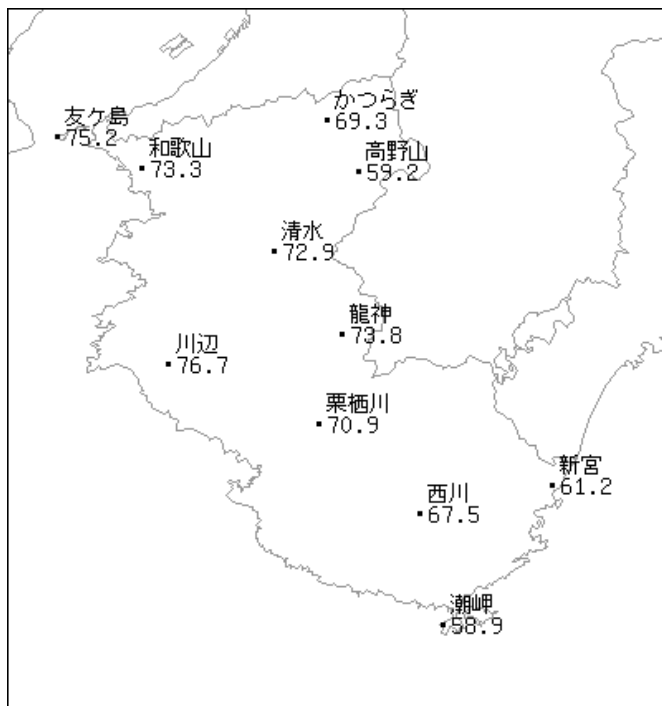 かつらぎ
69.3
友ケ島
75.2
和歌山
73.3
高野山
59.2
清水
72.9
龍神
73.8
川辺
76.7
栗栖川
70.9
新宮
61.2
西川
67.5
潮岬
58.9